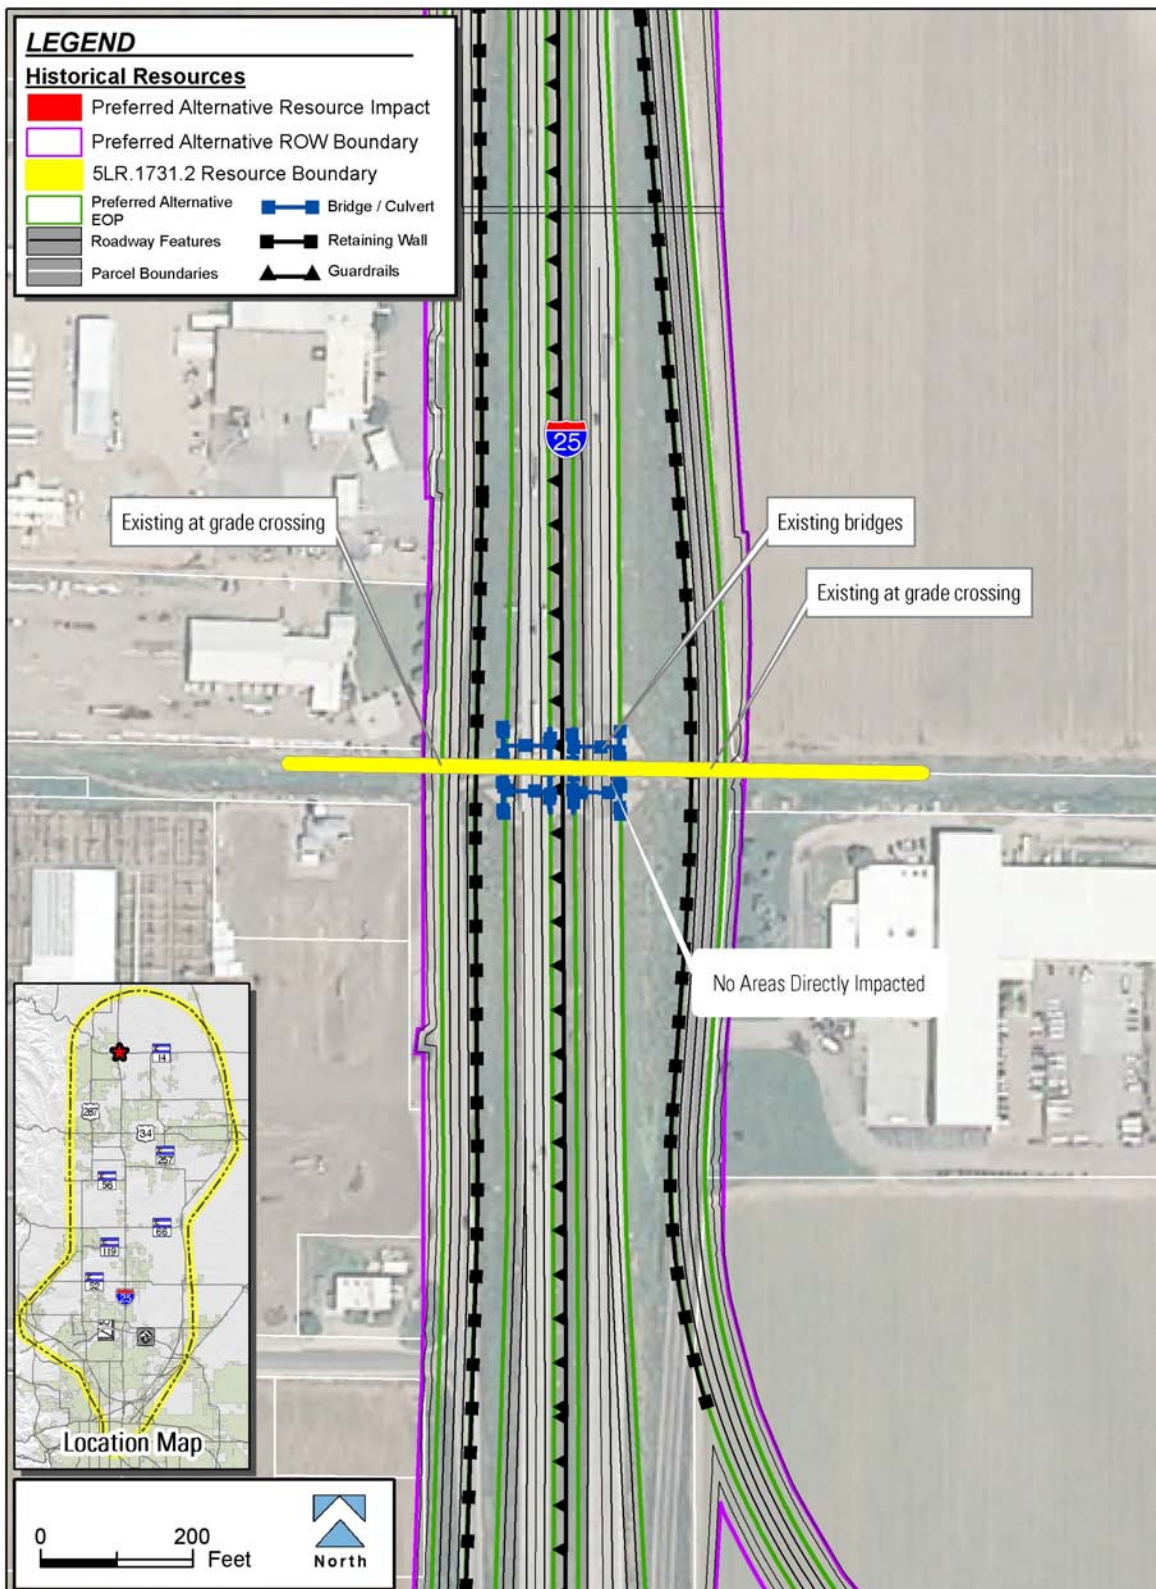 LEGEND
Historical Resources
Preferred Alternative Resource Impact
Preferred Alternative ROW Boundary
5LR.1731.2 Resource Boundary
Preferred Alternative
EOP
Bridge / Culvert
Roadway Features
Retaining Wall
Parcel Boundaries
Guardrails
25
Existing at grade crossing
Existing bridges
Existing at grade crossing
No Areas Directly Impacted
14
287
34
257
56
66
119
52
25
Location Map
0
200
Feet
North